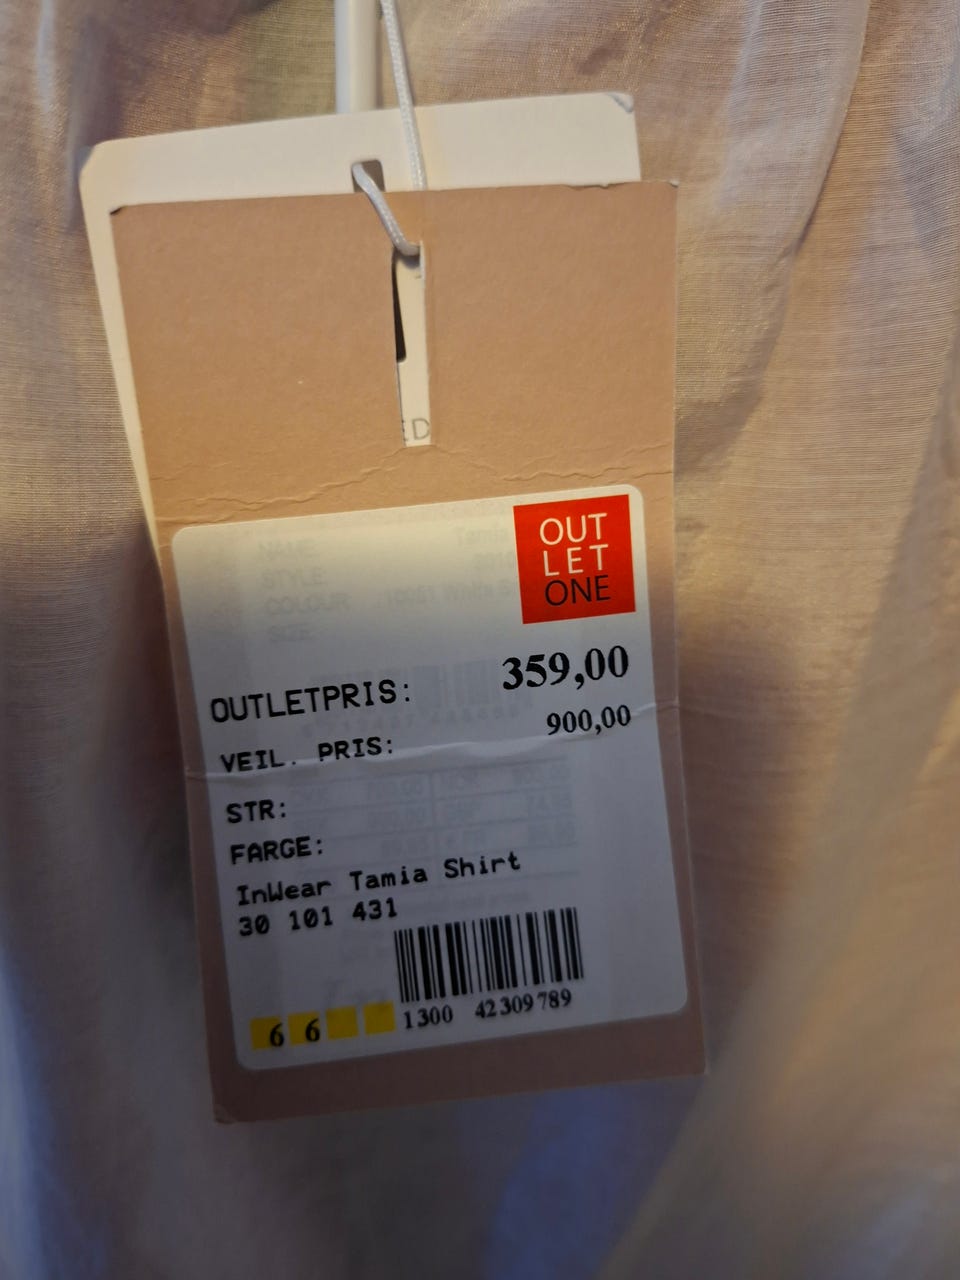 ED
OUT
LET
ONE
OUTLETPRIS: 359,00
VEIL. PRIS: 900,00
STR:
FARGE:
InWear Tamia Shirt
30 101 431
6 6 1300 42309789